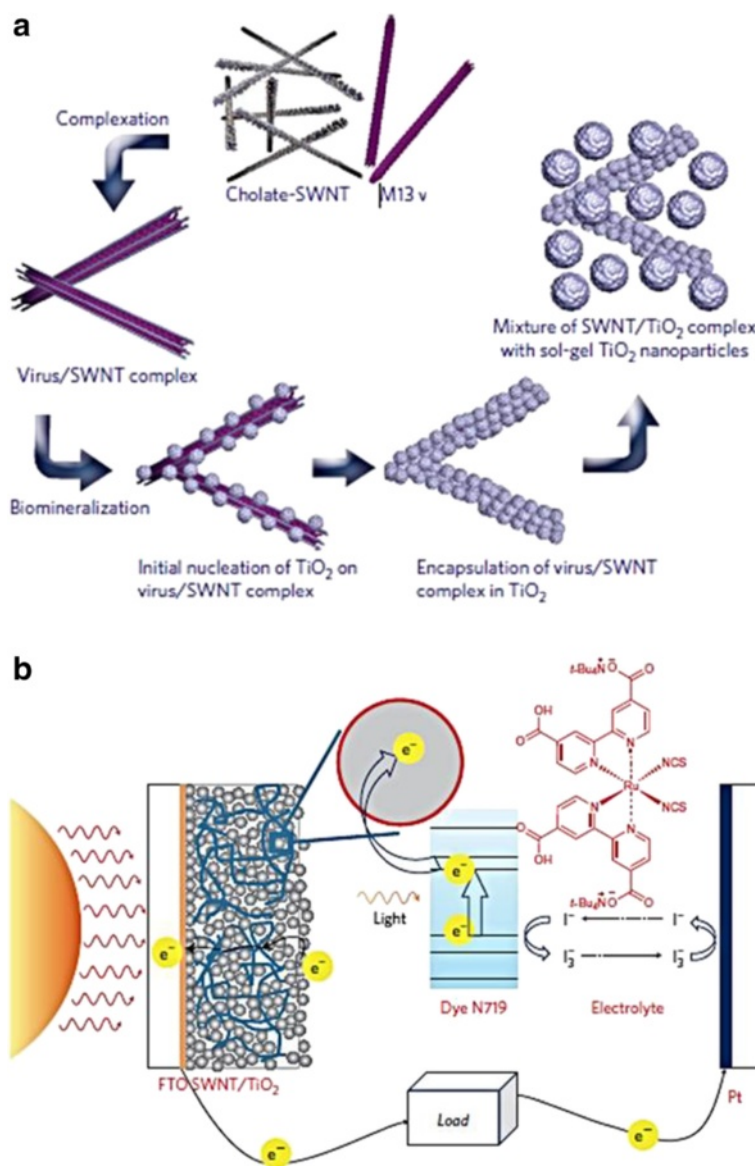 a
Complexation
Cholate-SWNT
M13 v
Virus/SWNT complex
Mixture of SWNT/TiO₂ complex
with sol-gel TiO₂ nanoparticles
Biomineralization
Initial nucleation of TiO₂ on
virus/SWNT complex
Encapsulation of virus/SWNT
complex in TiO₂
b
t-Bu₄N⁺ ⁻O
O
OH
O
N
N
NCS
Ru
N
N
NCS
O
OH
t-Bu₄N⁺ ⁻O
O
e⁻
e⁻
e⁻
Light
e⁻
e⁻
I⁻
I⁻
I₃⁻
I₃⁻
Dye N719
Electrolyte
FTO SWNT/TiO₂
Pt
Load
e⁻
e⁻